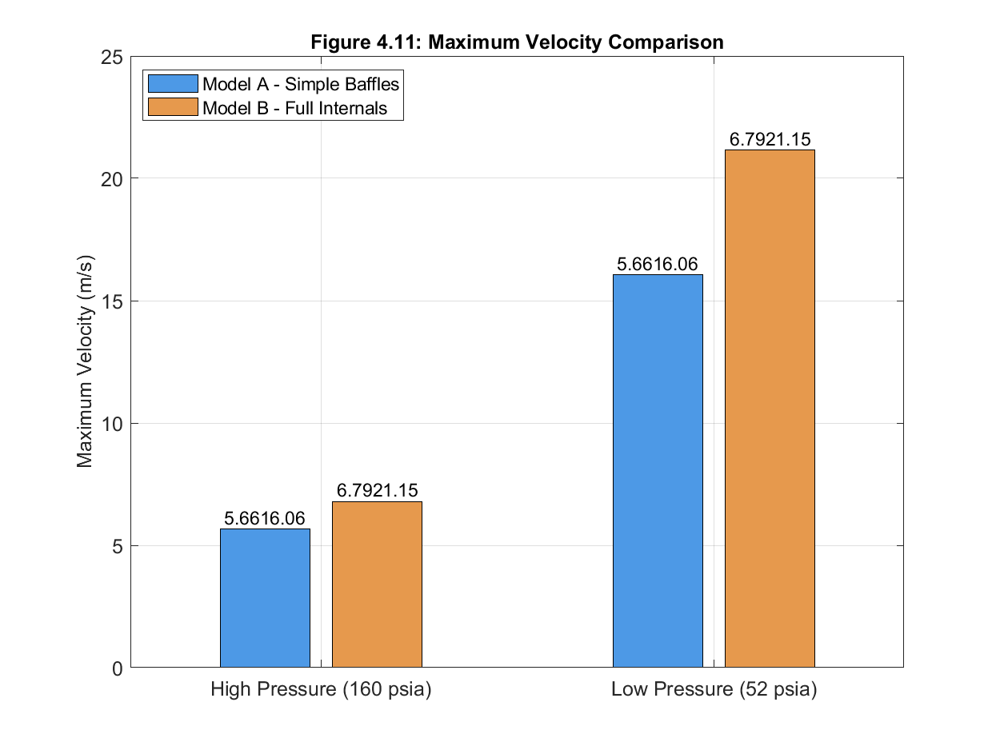 Figure 4.11: Maximum Velocity Comparison
25
Model A - Simple Baffles
Model B - Full Internals
6.7921.15
20
5.6616.06
15
Maximum Velocity (m/s)
10
6.7921.15
5.6616.06
5
0
High Pressure (160 psia)
Low Pressure (52 psia)